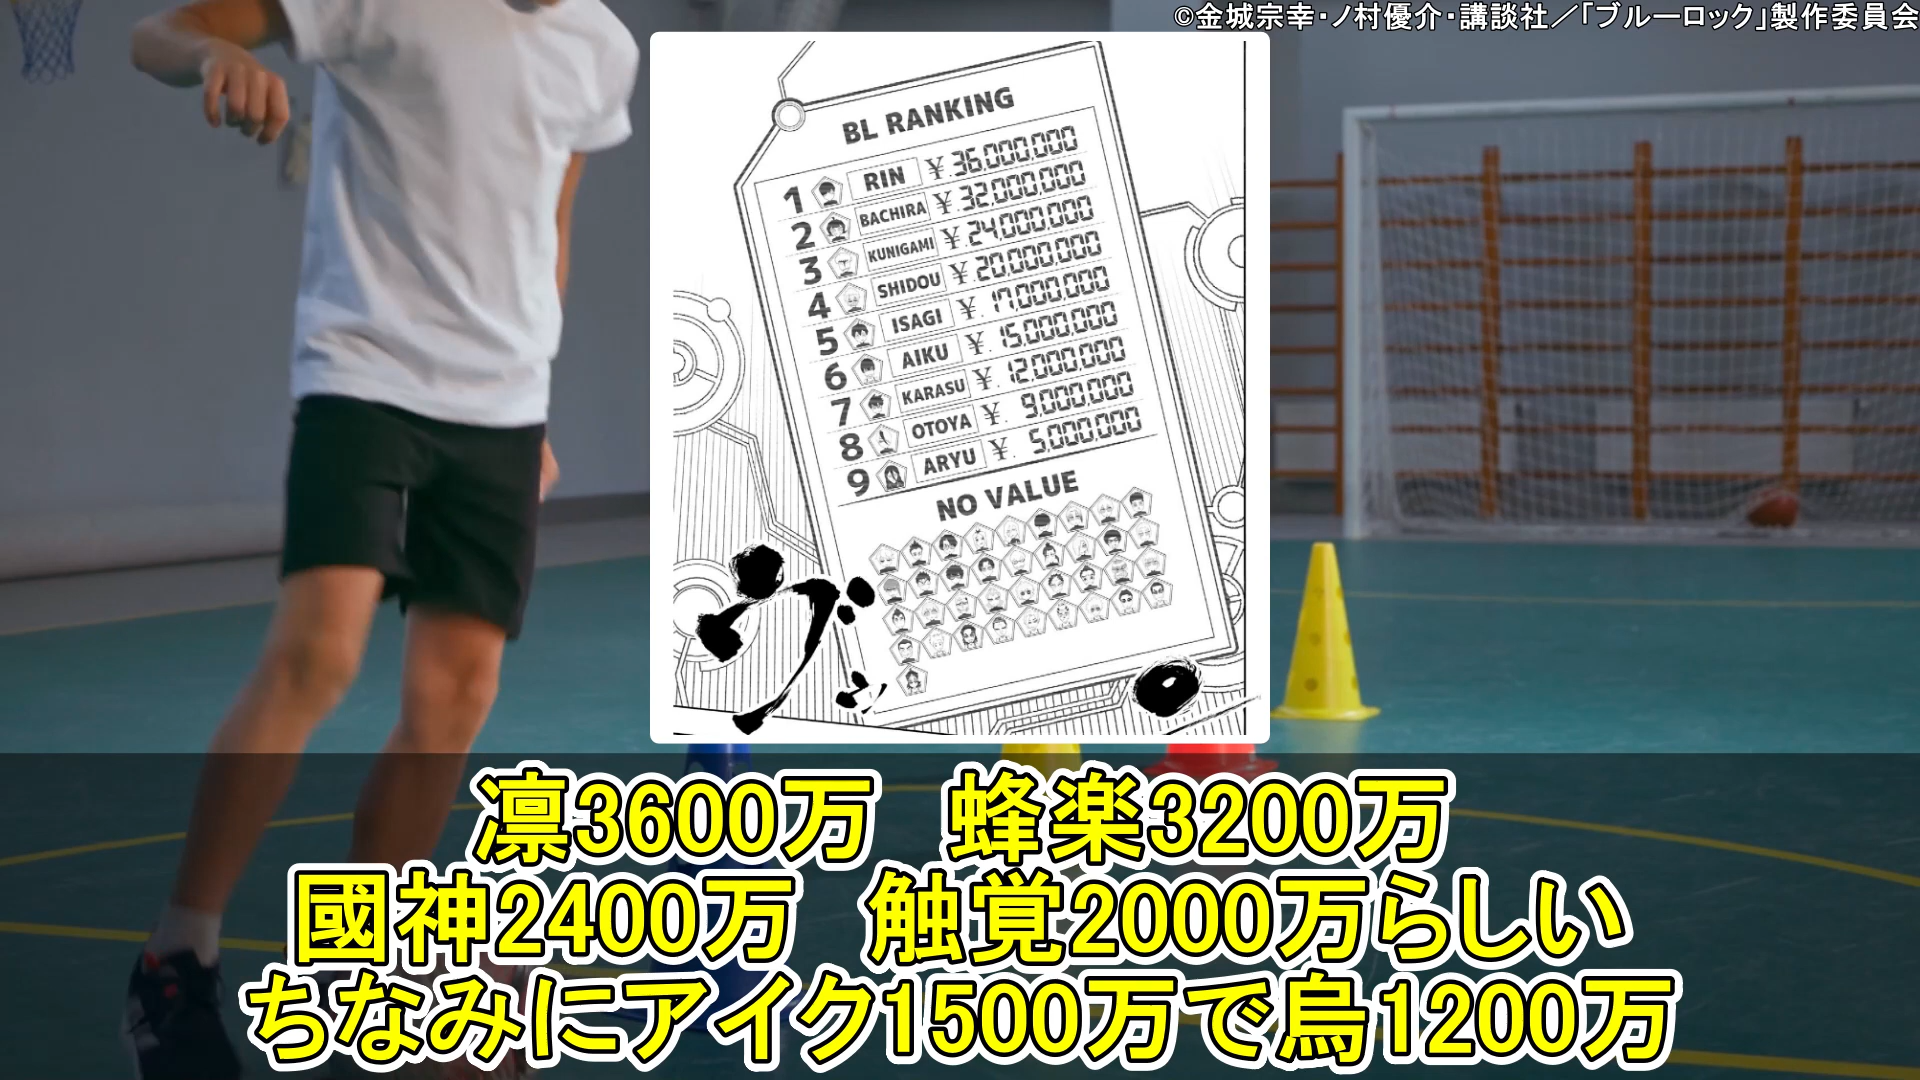 ©金城宗幸・ノ村優介・講談社／「ブルーロック」製作委員会
BL RANKING
1 RIN ¥.36,000,000
2 BACHIRA ¥.32,000,000
3 KUNIGAMI ¥.24,000,000
4 SHIDOU ¥.20,000,000
5 ISAGI ¥.17,000,000
6 AIKU ¥.15,000,000
7 KARASU ¥.12,000,000
8 OTOYA ¥.9,000,000
9 ARYU ¥.5,000,000
NO VALUE
凛3600万　蜂楽3200万
國神2400万　触覚2000万らしい
ちなみにアイク1500万で烏1200万